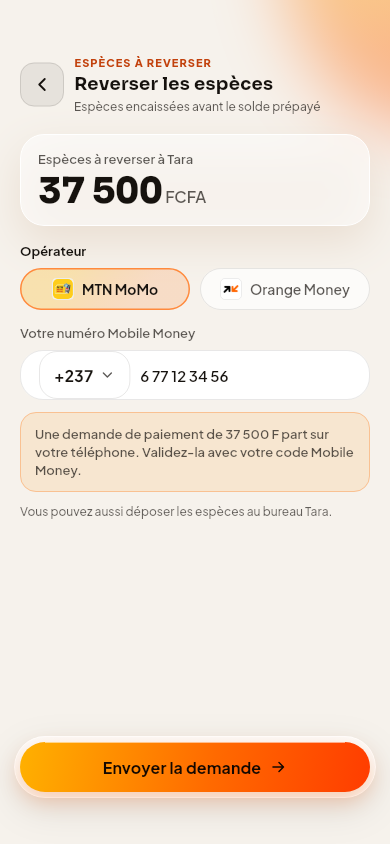 ESPÈCES À REVERSER
Reverser les espèces
Espèces encaissées avant le solde prépayé
Espèces à reverser à Tara
37 500 FCFA
Opérateur
MTN MoMo
Orange Money
Votre numéro Mobile Money
+237
6 77 12 34 56
Une demande de paiement de 37 500 F part sur
votre téléphone. Validez-la avec votre code Mobile
Money.
Vous pouvez aussi déposer les espèces au bureau Tara.
Envoyer la demande